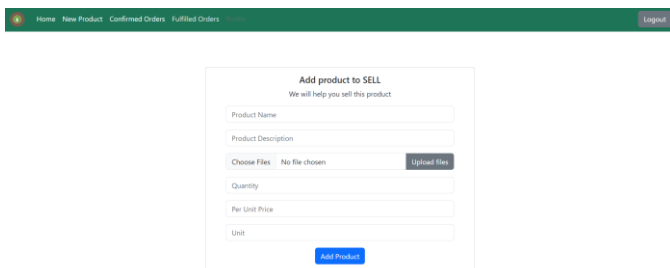 Home New Product Confirmed Orders Fulfilled Orders Profile Logout
Add product to SELL
We will help you sell this product
Product Name
Product Description
Choose Files No file chosen Upload files
Quantity
Per Unit Price
Unit
Add Product